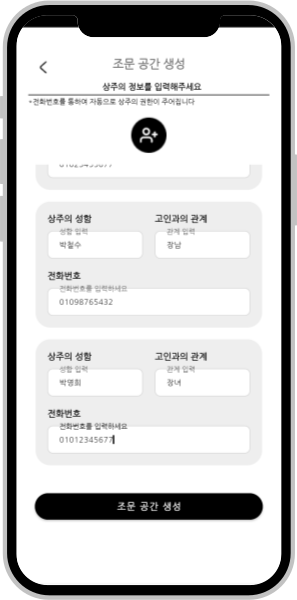 조문 공간 생성
상주의 정보를 입력해주세요
*전화번호를 통하여 자동으로 상주의 권한이 주어집니다
상주의 성함 고인과의 관계
성함 입력 관계 입력
박철수 장남
전화번호
전화번호를 입력하세요
01098765432
상주의 성함 고인과의 관계
성함 입력 관계 입력
박영희 장녀
전화번호
전화번호를 입력하세요
01012345677
조문 공간 생성